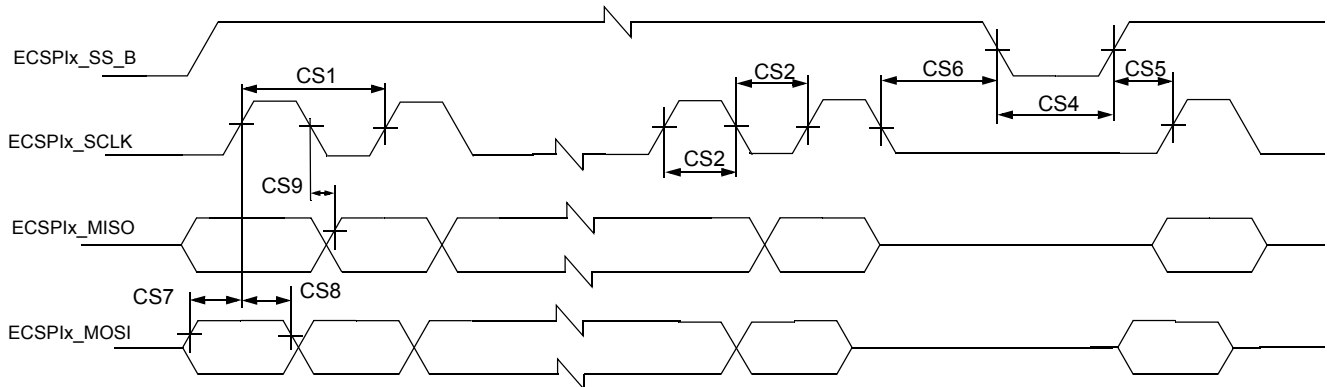 ECSPIx_SS_B
CS1
CS2
CS6
CS5
CS4
ECSPIx_SCLK
CS2
CS9
ECSPIx_MISO
CS7
CS8
ECSPIx_MOSI